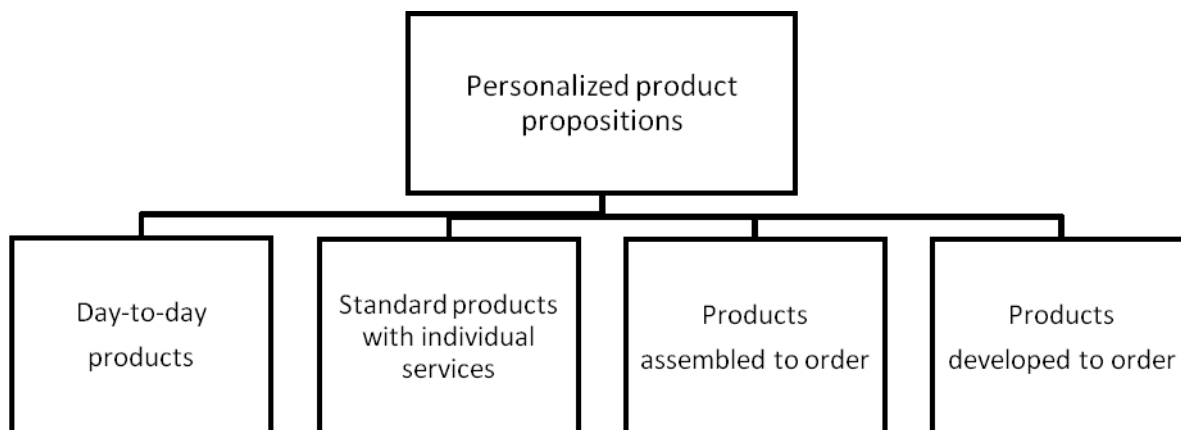 Personalized product
propositions
Day-to-day
products
Standard products
with individual
services
Products
assembled to order
Products
developed to order